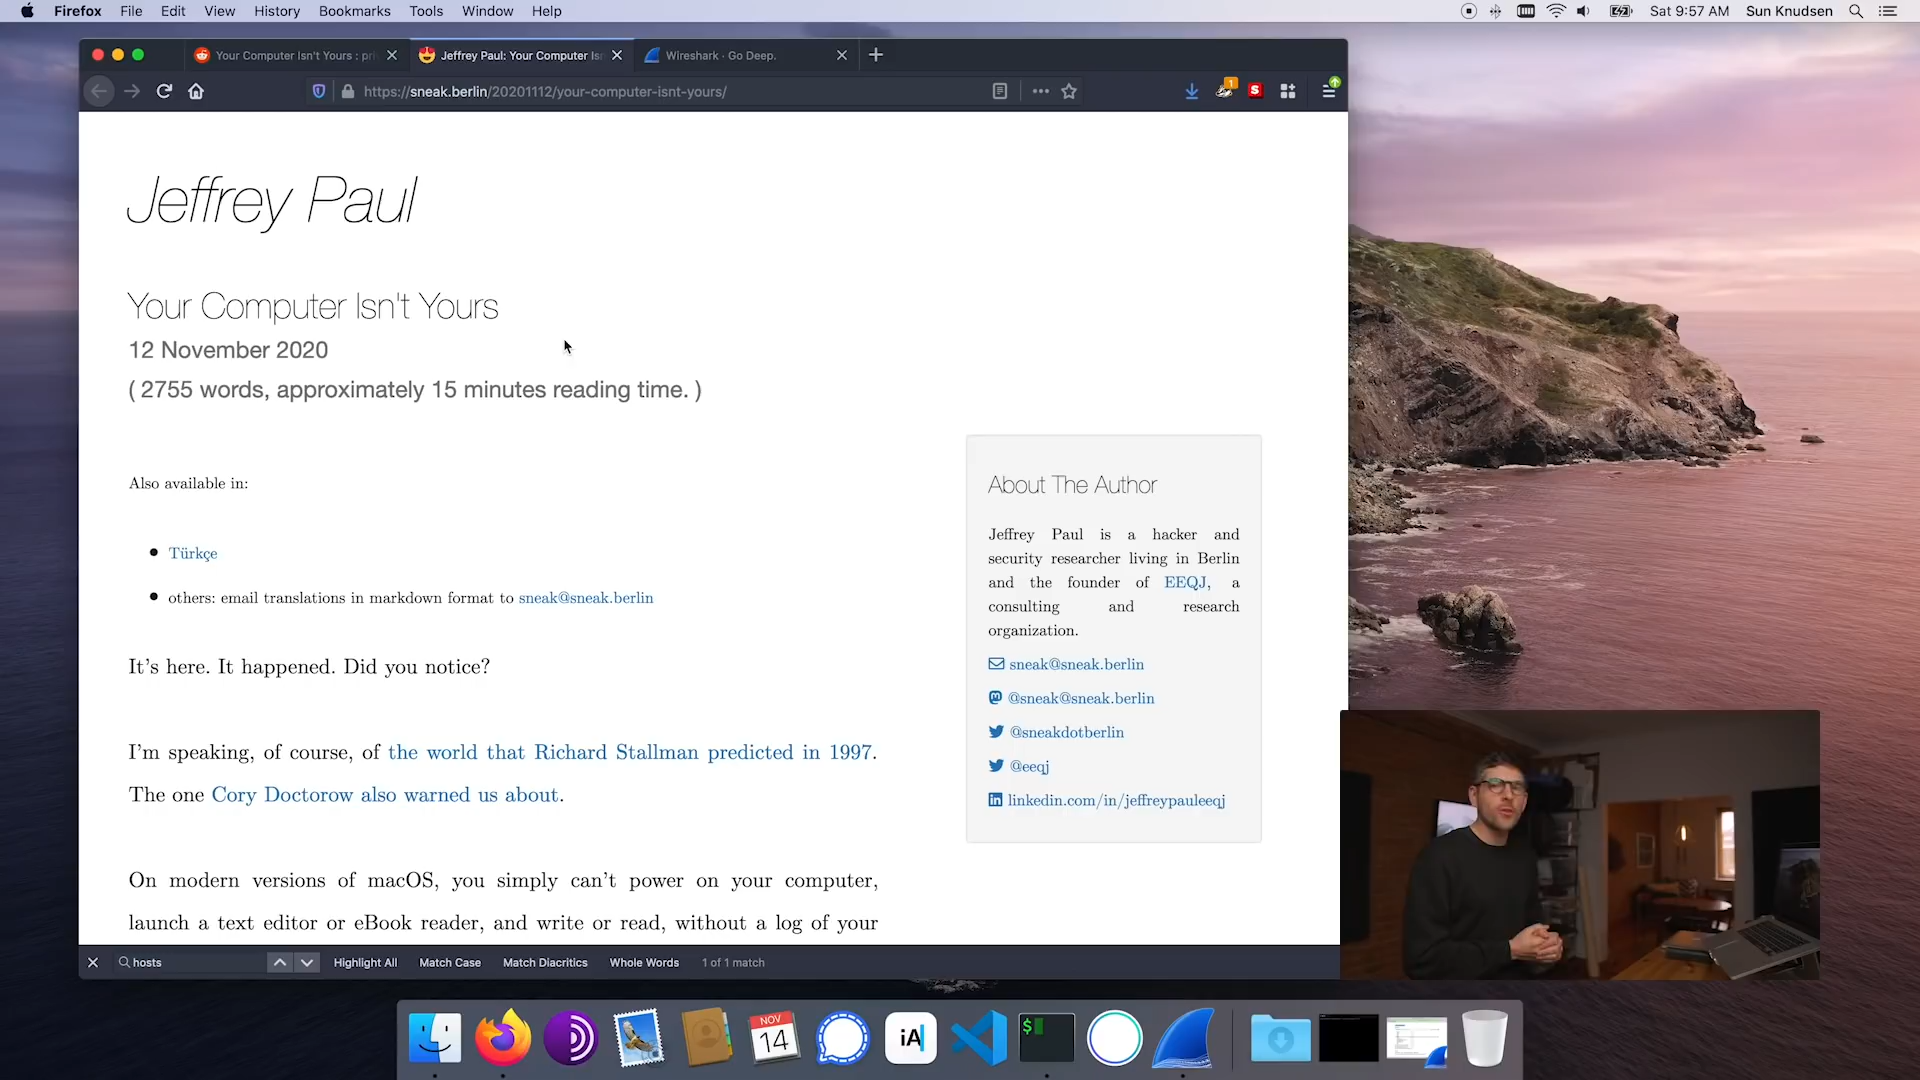 Firefox File Edit View History Bookmarks Tools Window Help
Sat 9:57 AM Sun Knudsen
Your Computer Isn't Yours : pri
Jeffrey Paul: Your Computer Is
Wireshark · Go Deep.
https://sneak.berlin/20201112/your-computer-isnt-yours/
1
S
Jeffrey Paul
Your Computer Isn't Yours
12 November 2020
( 2755 words, approximately 15 minutes reading time. )
Also available in:
Türkçe
others: email translations in markdown format to sneak@sneak.berlin
It's here. It happened. Did you notice?
I'm speaking, of course, of the world that Richard Stallman predicted in 1997.
The one Cory Doctorow also warned us about.
On modern versions of macOS, you simply can't power on your computer,
launch a text editor or eBook reader, and write or read, without a log of your
About The Author
Jeffrey Paul is a hacker and
security researcher living in Berlin
and the founder of EEQJ, a
consulting and research
organization.
sneak@sneak.berlin
@sneak@sneak.berlin
@sneakdotberlin
@eeqj
linkedin.com/in/jeffreypauleeqj
hosts
Highlight All Match Case Match Diacritics Whole Words 1 of 1 match
NOV
14
iA
$